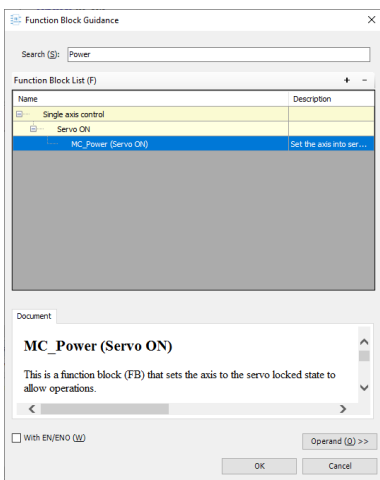 Function Block Guidance
Search (S): Power
Function Block List (F) + -
Name Description
Single axis control
Servo ON
MC_Power (Servo ON) Set the axis into ser...
Document
MC_Power (Servo ON)
This is a function block (FB) that sets the axis to the servo locked state to
allow operations.
With EN/ENO (W)
Operand (O) >>
OK Cancel